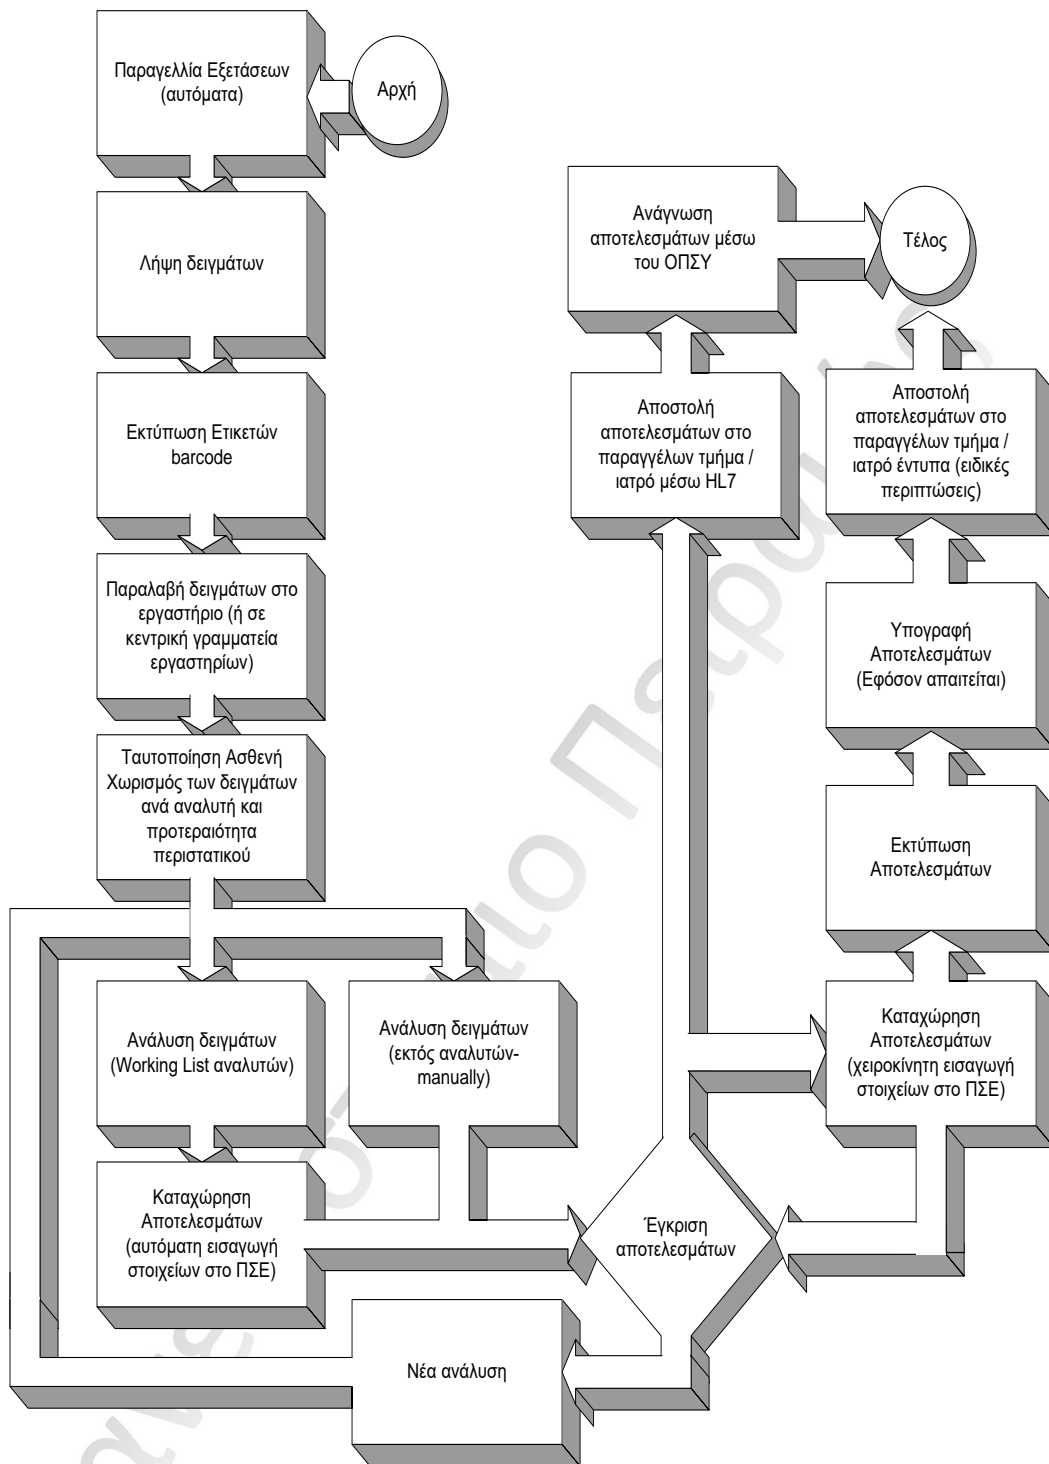 Παραγελλία Εξετάσεων
(αυτόματα)
Αρχή
Λήψη δειγμάτων
Εκτύπωση Ετικετών
barcode
Παραλαβή δειγμάτων στο
εργαστήριο (ή σε
κεντρική γραμματεία
εργαστηρίων)
Ταυτοποίηση Ασθενή
Χωρισμός των δειγμάτων
ανά αναλυτή και
προτεραιότητα
περιστατικού
Ανάλυση δειγμάτων
(Working List αναλυτών)
Ανάλυση δειγμάτων
(εκτός αναλυτών-
manually)
Καταχώρηση
Αποτελεσμάτων
(αυτόματη εισαγωγή
στοιχείων στο ΠΣΕ)
Νέα ανάλυση
Έγκριση
αποτελεσμάτων
Ανάγνωση
αποτελεσμάτων μέσω
του ΟΠΣΥ
Τέλος
Αποστολή
αποτελεσμάτων στο
παραγγέλων τμήμα /
ιατρό μέσω HL7
Αποστολή
αποτελεσμάτων στο
παραγγέλων τμήμα /
ιατρό έντυπα (ειδικές
περιπτώσεις)
Υπογραφή
Αποτελεσμάτων
(Εφόσον απαιτείται)
Εκτύπωση
Αποτελεσμάτων
Καταχώρηση
Αποτελεσμάτων
(χειροκίνητη εισαγωγή
στοιχείων στο ΠΣΕ)